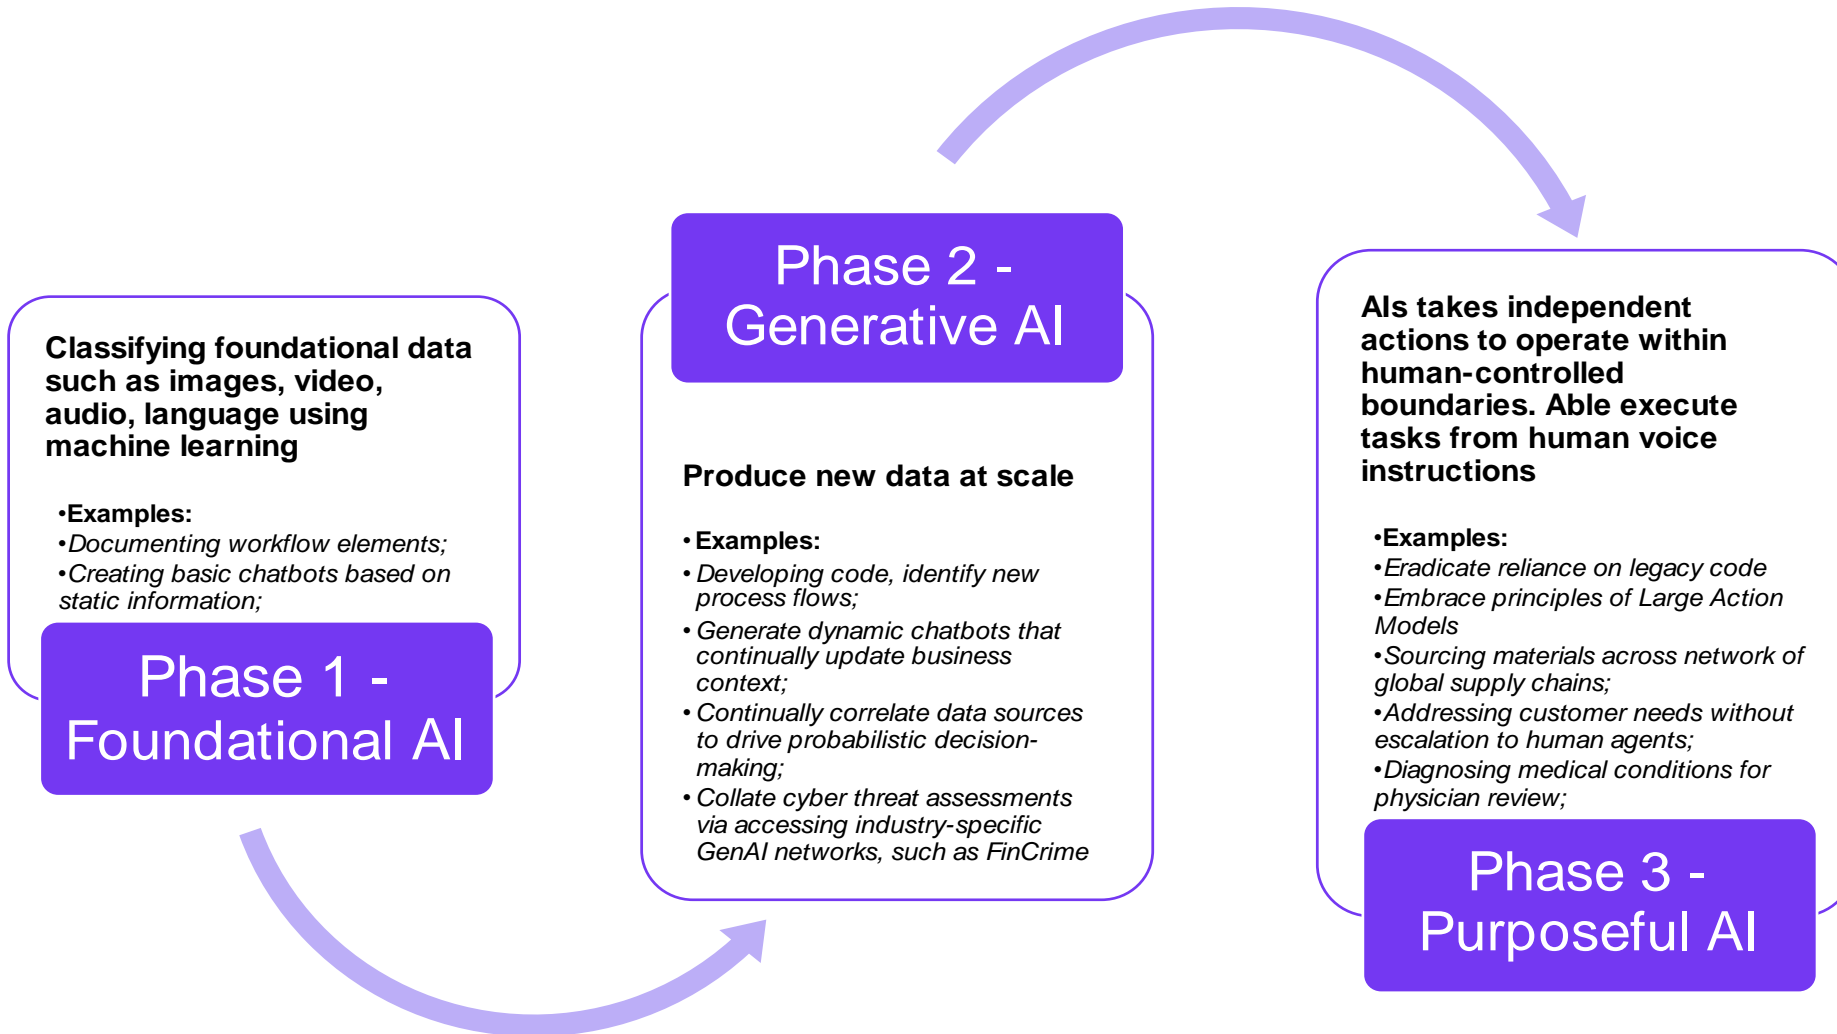 Classifying foundational data
such as images, video,
audio, language using
machine learning
•Examples:
•Documenting workflow elements;
•Creating basic chatbots based on
static information;
Phase 1 -
Foundational AI
Phase 2 -
Generative AI
Produce new data at scale
•Examples:
•Developing code, identify new
process flows;
•Generate dynamic chatbots that
continually update business
context;
•Continually correlate data sources
to drive probabilistic decision-
making;
•Collate cyber threat assessments
via accessing industry-specific
GenAI networks, such as FinCrime
AIs takes independent
actions to operate within
human-controlled
boundaries. Able execute
tasks from human voice
instructions
•Examples:
•Eradicate reliance on legacy code
•Embrace principles of Large Action
Models
•Sourcing materials across network of
global supply chains;
•Addressing customer needs without
escalation to human agents;
•Diagnosing medical conditions for
physician review;
Phase 3 -
Purposeful AI